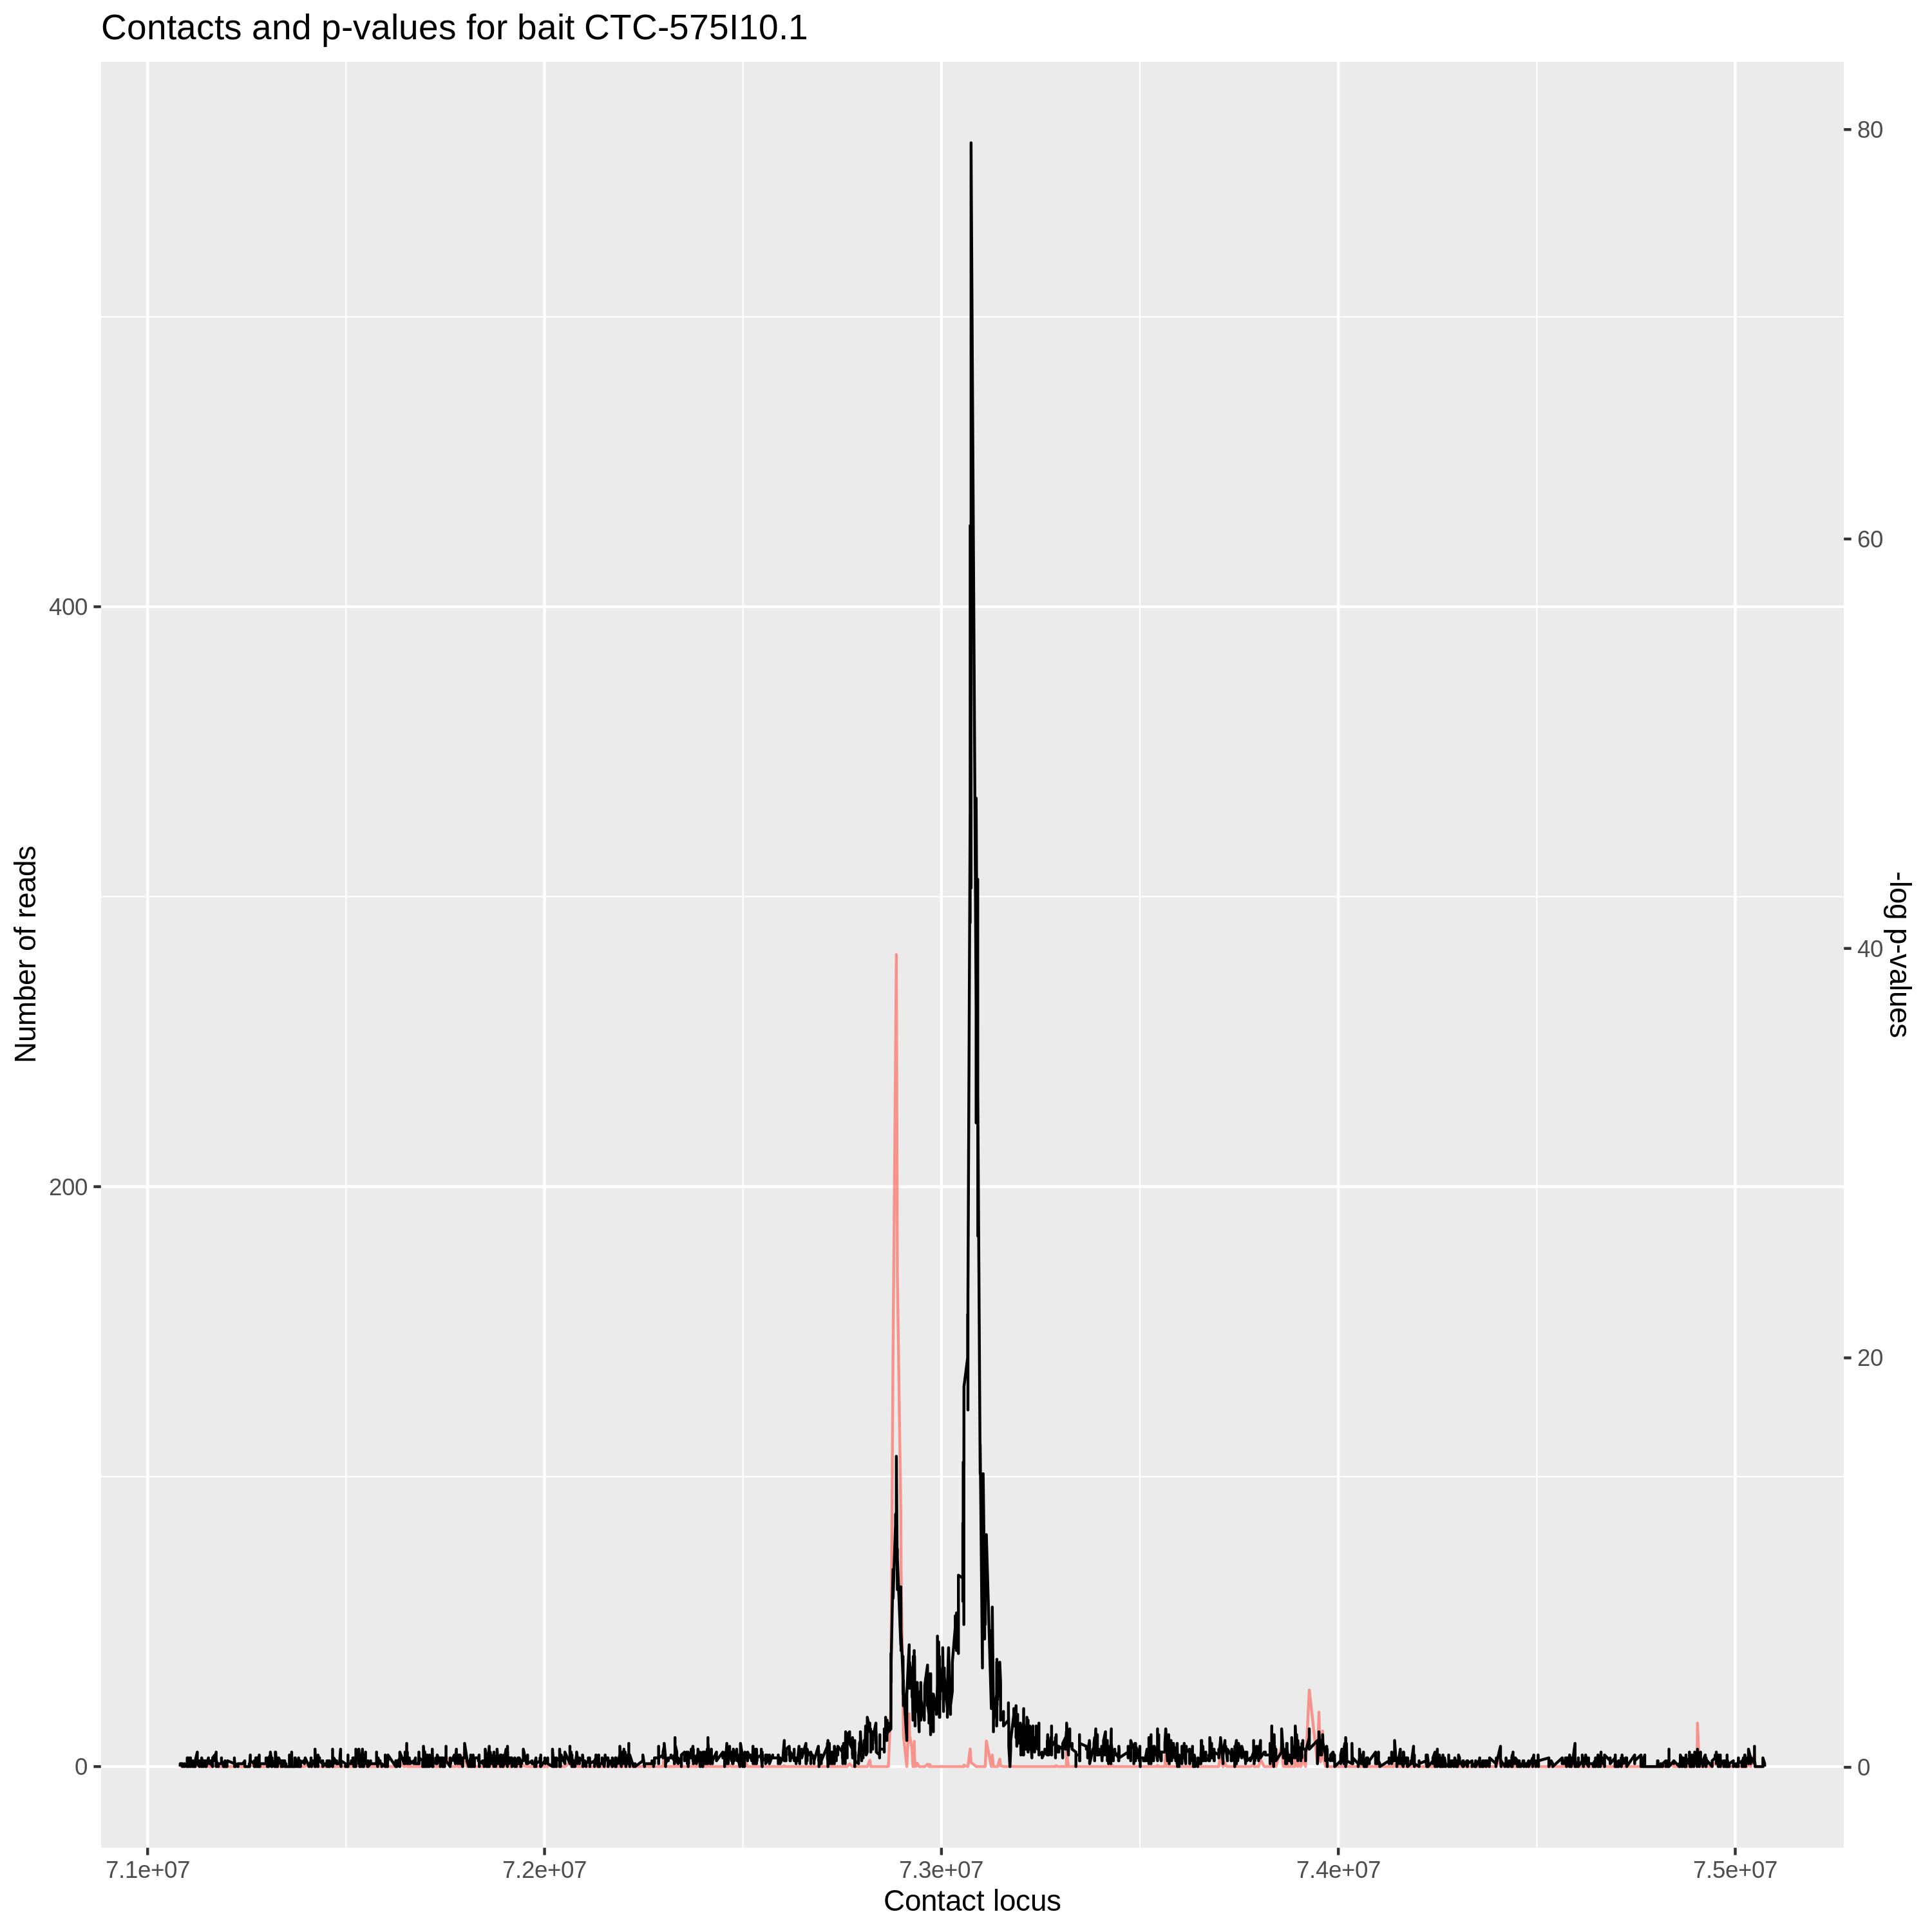 Contacts and p-values for bait CTC-575I10.1
Number of reads
400
200
0
80
60
40
20
0
-log p-values
7.1e+07
7.2e+07
7.3e+07
7.4e+07
7.5e+07
Contact locus